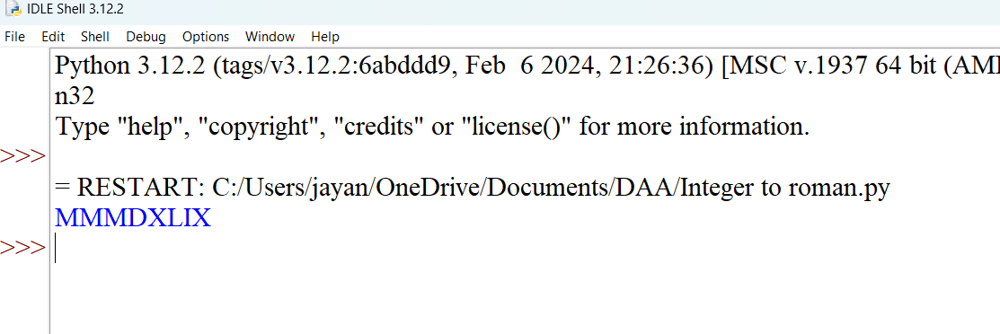 IDLE Shell 3.12.2
File Edit Shell Debug Options Window Help
Python 3.12.2 (tags/v3.12.2:6abddd9, Feb  6 2024, 21:26:36) [MSC v.1937 64 bit (AM
n32
Type "help", "copyright", "credits" or "license()" for more information.
>>>
= RESTART: C:/Users/jayan/OneDrive/Documents/DAA/Integer to roman.py
MMMDXLIX
>>>